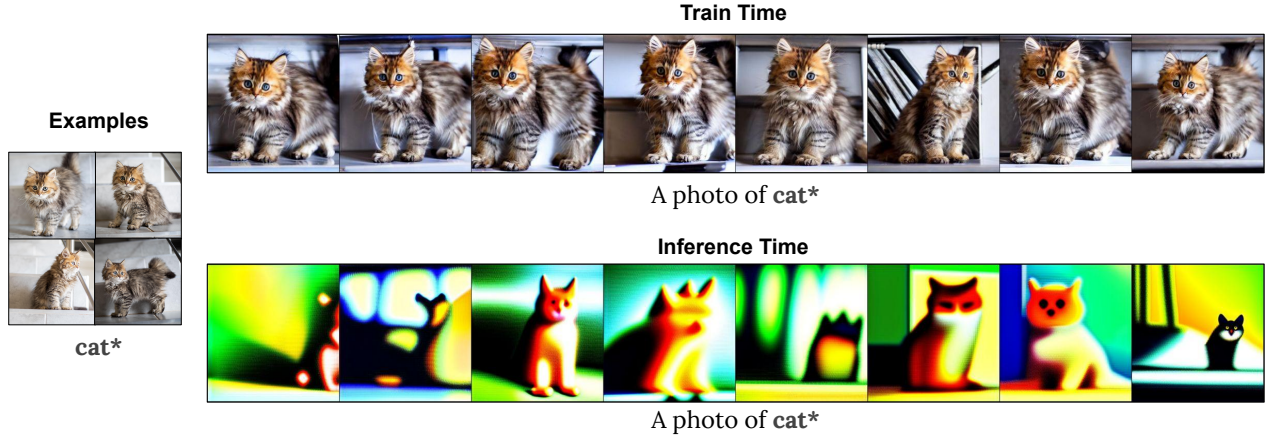 Train Time
Examples
A photo of cat*
Inference Time
cat*
A photo of cat*